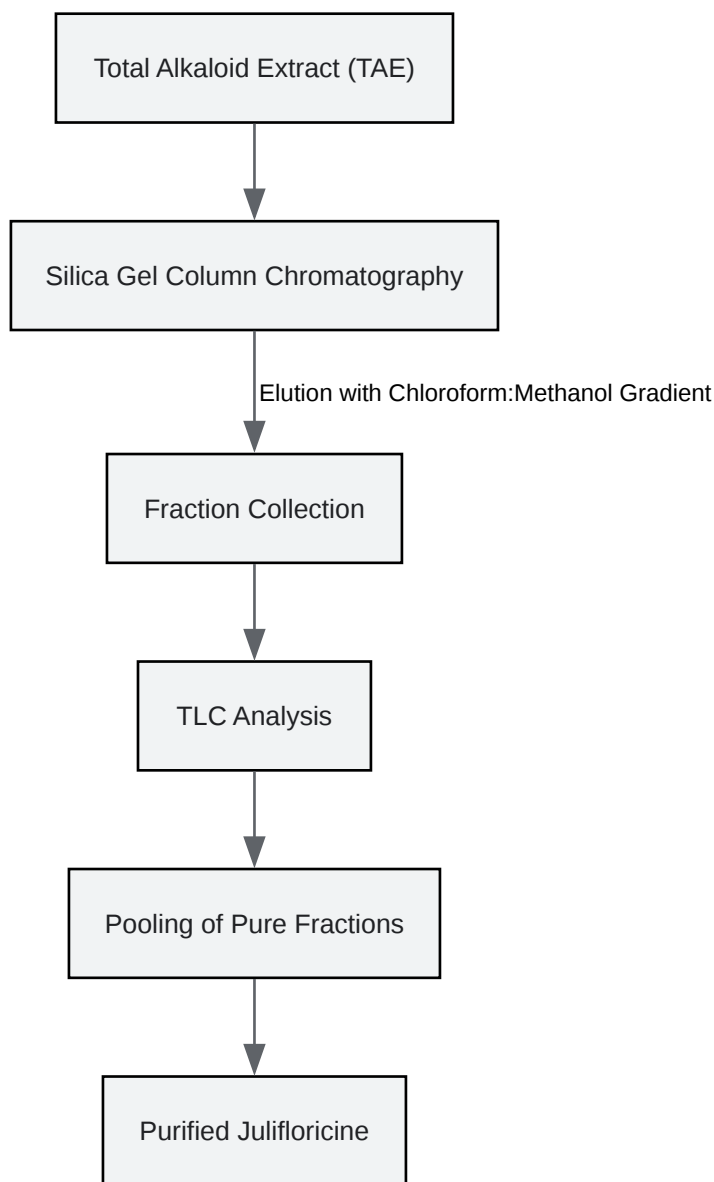 Total Alkaloid Extract (TAE)
Silica Gel Column Chromatography
Elution with Chloroform:Methanol Gradient
Fraction Collection
TLC Analysis
Pooling of Pure Fractions
Purified Julifloricine